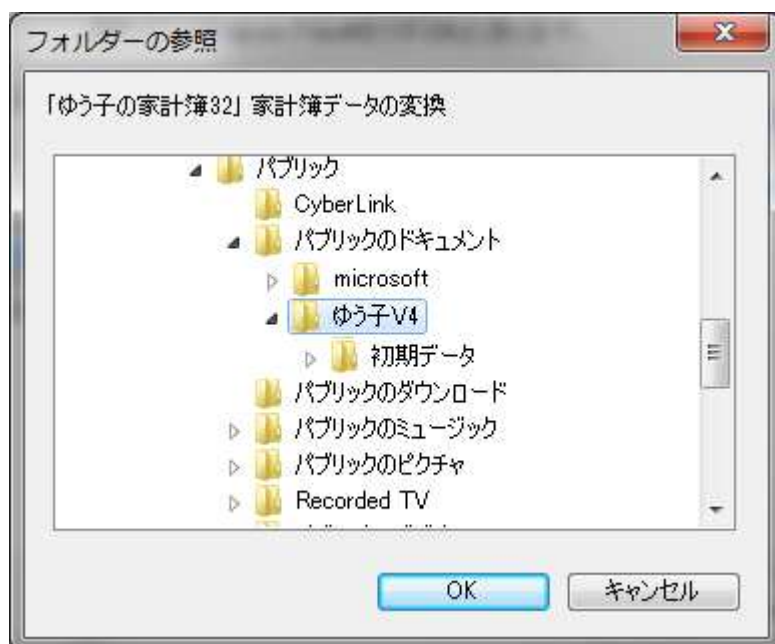 フォルダーの参照
「ゆう子の家計簿32」家計簿データの変換
パブリック
CyberLink
パブリックのドキュメント
microsoft
ゆう子V4
初期データ
パブリックのダウンロード
パブリックのミュージック
パブリックのピクチャ
Recorded TV
OK
キャンセル